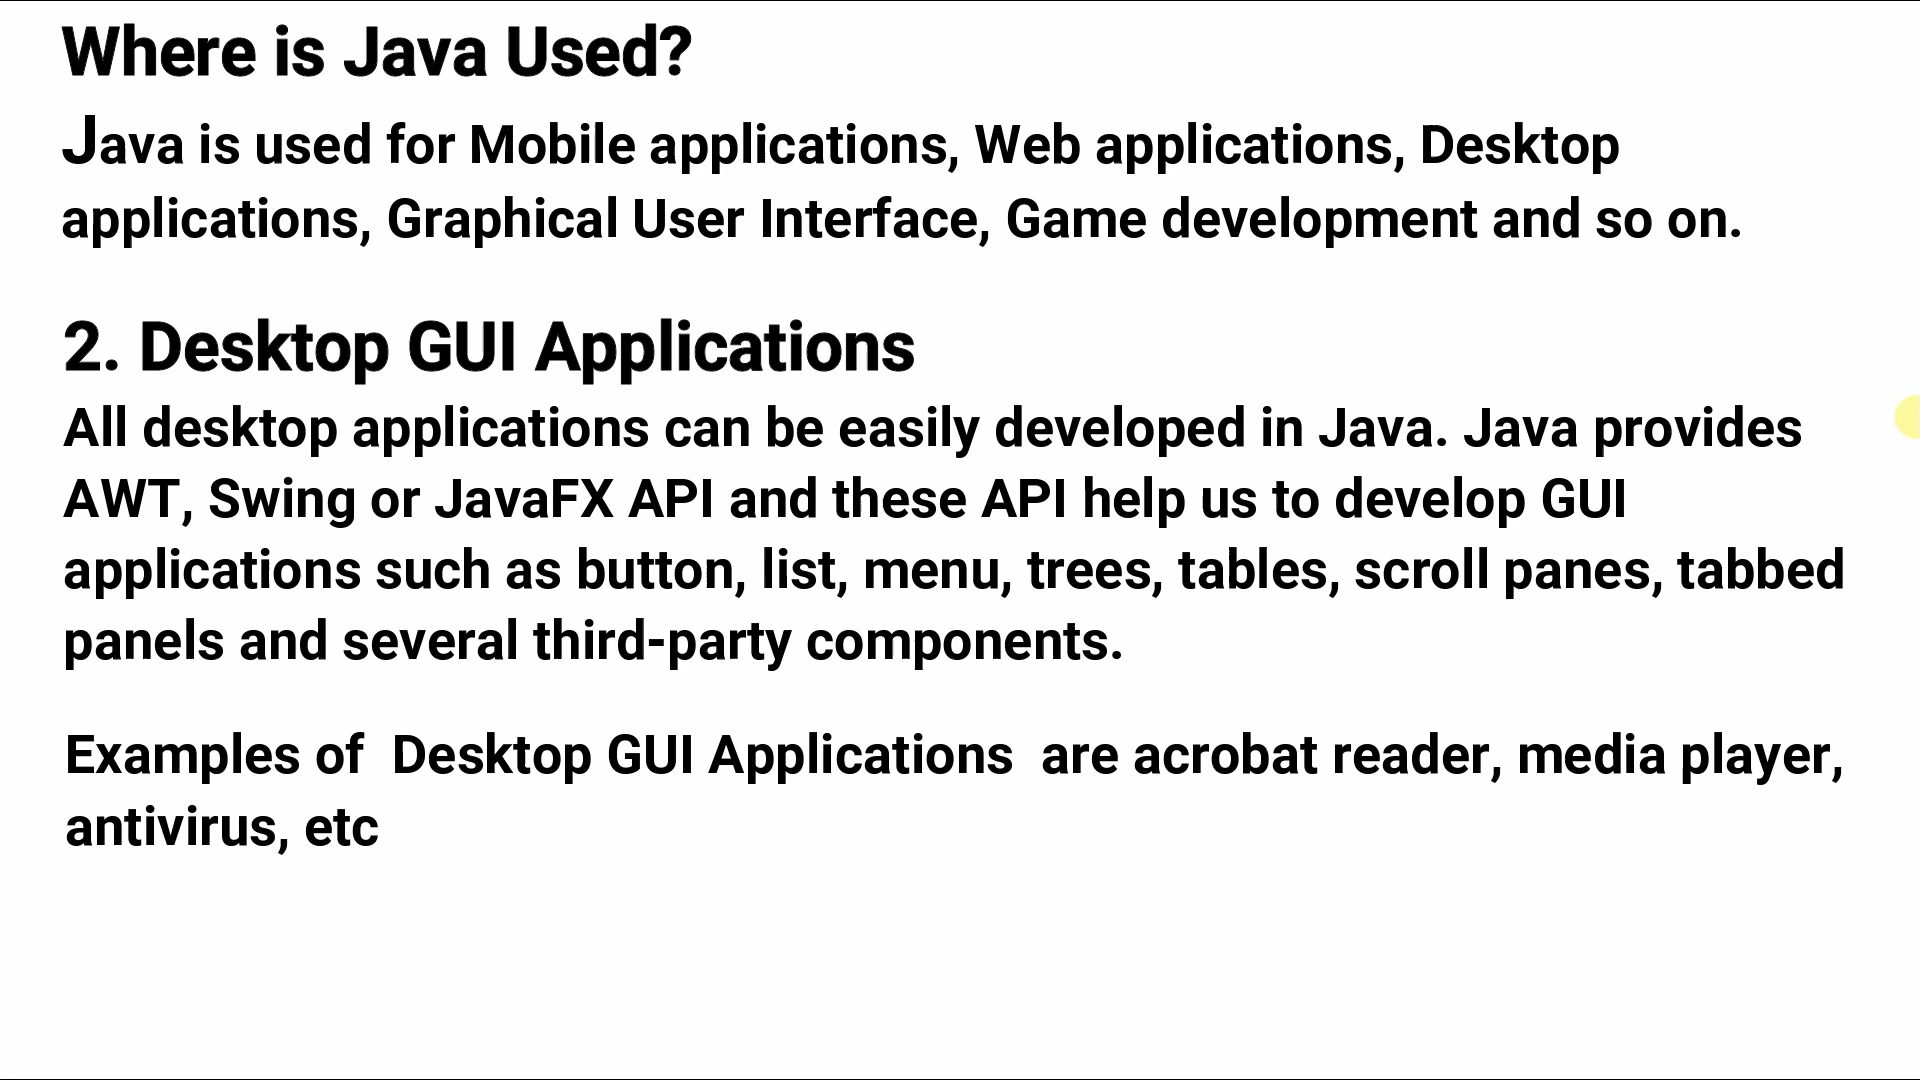 Where is Java Used?
Java is used for Mobile applications, Web applications, Desktop
applications, Graphical User Interface, Game development and so on.
2. Desktop GUI Applications
All desktop applications can be easily developed in Java. Java provides
AWT, Swing or JavaFX API and these API help us to develop GUI
applications such as button, list, menu, trees, tables, scroll panes, tabbed
panels and several third-party components.
Examples of  Desktop GUI Applications  are acrobat reader, media player,
antivirus, etc